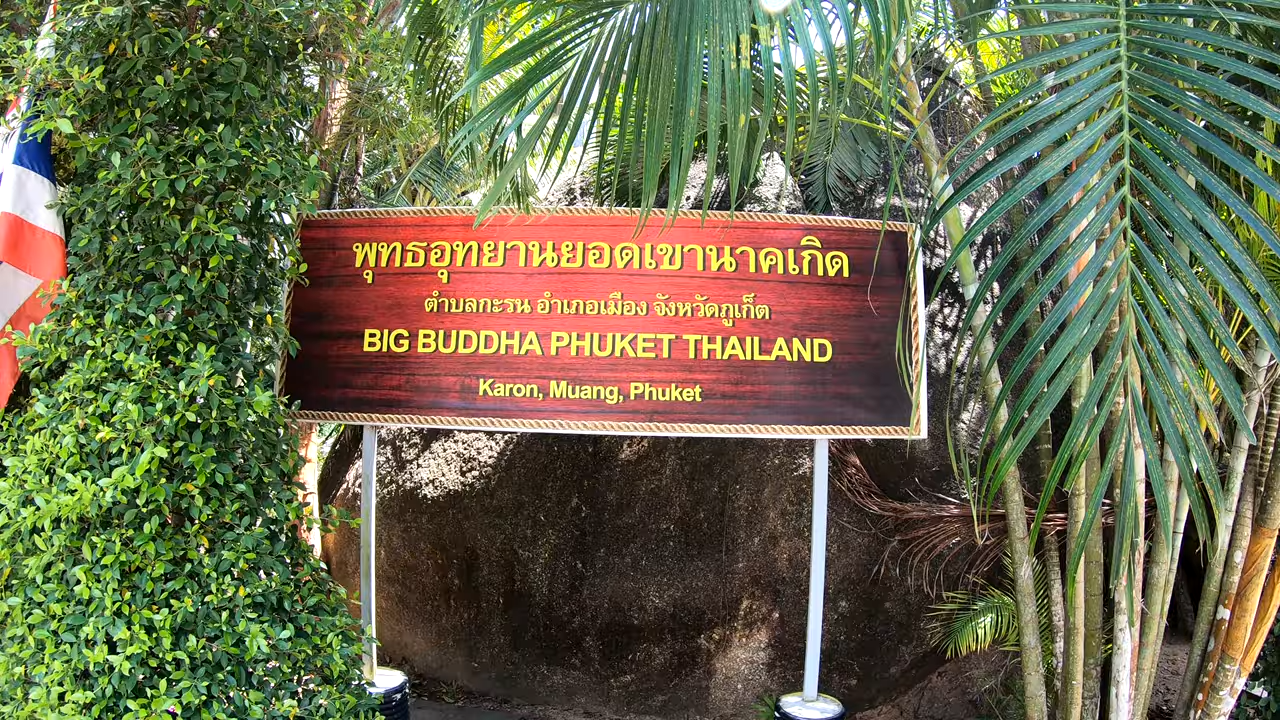 พุทธอุทยานยอดเขานาคเกิด
ตำบลกะรน อำเภอเมือง จังหวัดภูเก็ต
BIG BUDDHA PHUKET THAILAND
Karon, Muang, Phuket